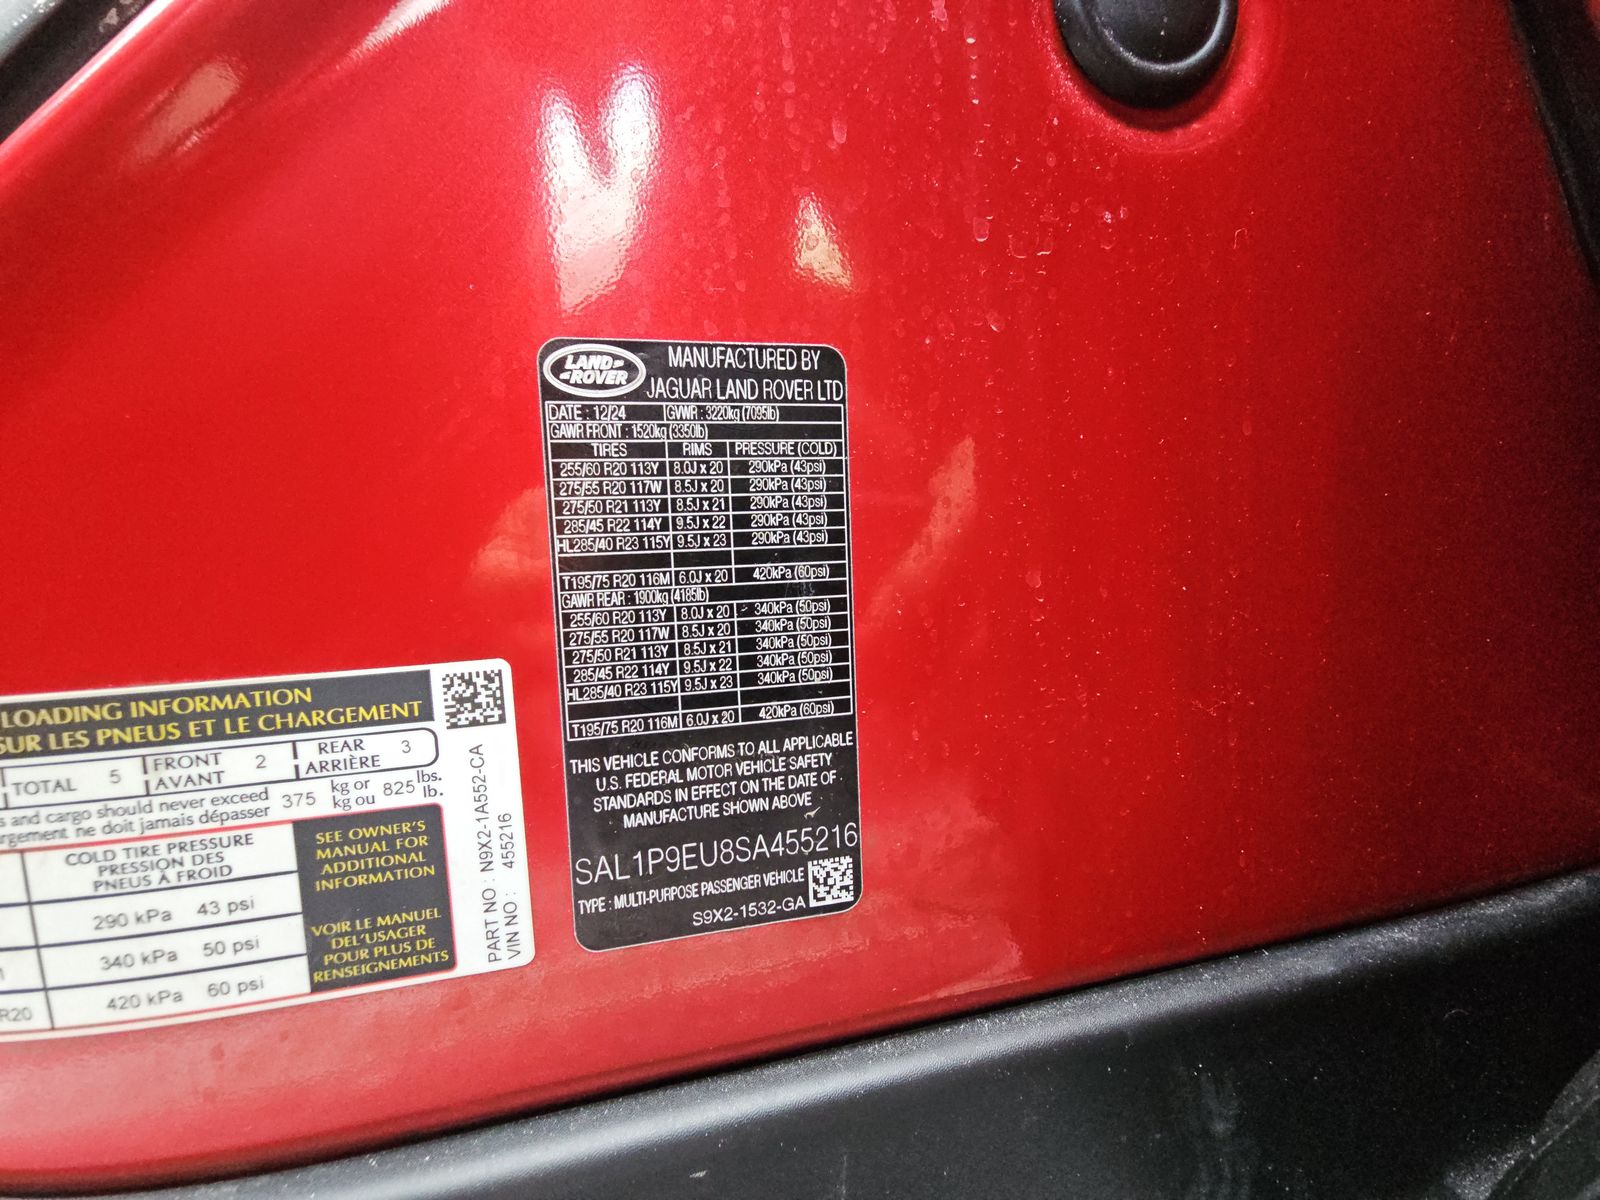 LAND ROVER
MANUFACTURED BY
JAGUAR LAND ROVER LTD
DATE : 12/24 GVWR : 3220kg (7095lb)
GAWR FRONT : 1520kg (3350lb)
TIRES RIMS PRESSURE (COLD)
255/60 R20 113Y 8.0J x 20 290kPa (43psi)
275/55 R20 117W 8.5J x 20 290kPa (43psi)
275/50 R21 113Y 8.5J x 21 290kPa (43psi)
285/45 R22 114Y 9.5J x 22 290kPa (43psi)
HL285/40 R23 115Y 9.5J x 23 290kPa (43psi)
T195/75 R20 116M 6.0J x 20 420kPa (60psi)
GAWR REAR : 1900kg (4185lb)
255/60 R20 113Y 8.0J x 20 340kPa (50psi)
275/55 R20 117W 8.5J x 20 340kPa (50psi)
275/50 R21 113Y 8.5J x 21 340kPa (50psi)
285/45 R22 114Y 9.5J x 22 340kPa (50psi)
HL285/40 R23 115Y 9.5J x 23 340kPa (50psi)
T195/75 R20 116M 6.0J x 20 420kPa (60psi)
THIS VEHICLE CONFORMS TO ALL APPLICABLE
U.S. FEDERAL MOTOR VEHICLE SAFETY
STANDARDS IN EFFECT ON THE DATE OF
MANUFACTURE SHOWN ABOVE
SAL1P9EU8SA455216
TYPE : MULTI-PURPOSE PASSENGER VEHICLE
S9X2-1532-GA
LOADING INFORMATION
SUR LES PNEUS ET LE CHARGEMENT
TOTAL 5 FRONT 2 REAR 3
AVANT ARRIÈRE
and cargo should never exceed 375 kg or 825 lbs.
ne doit jamais dépasser kg ou lb.
COLD TIRE PRESSURE
PRESSION DES
PNEUS À FROID
290 kPa 43 psi
340 kPa 50 psi
R20 420 kPa 60 psi
SEE OWNER'S
MANUAL FOR
ADDITIONAL
INFORMATION
VOIR LE MANUEL
DEL'USAGER
POUR PLUS DE
RENSEIGNEMENTS
PART NO : N9X2-1A552-CA
VIN NO : 455216